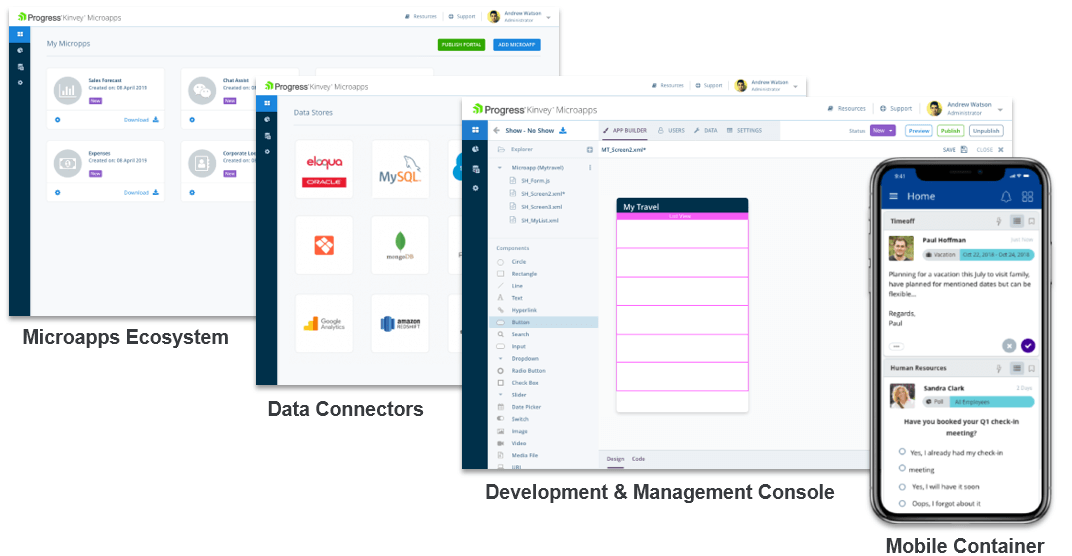 Progress Kinvey Microapps
Resources
Support
Andrew Watson
Administrator
My Micropps
PUBLISH PORTAL
ADD MICROAPP
Sales Forecast
Created on: 08 April 2019
New
Download
Chat Assist
Created on: 08 April 2019
New
Expenses
Created on: 08 April 2019
New
Download
Corporate
Created on: 08 April 2019
New
Microapps Ecosystem
Progress Kinvey Microapps
Resources
Support
Andrew Watson
Administrator
Data Stores
eloqua
ORACLE
MySQL
mongoDB
Google
Analytics
amazon
REDSHIFT
Data Connectors
Progress Kinvey Microapps
Resources
Support
Andrew Watson
Administrator
Show - No Show
APP BUILDER
USERS
DATA
SETTINGS
Status
New
Preview
Publish
Unpublish
Explorer
MT_Screen2.xml*
SAVE
CLOSE
Microapp (Mytravel)
SH_Form.js
SH_Screen2.xml*
SH_Screen3.xml
SH_MyList.xml
Components
Circle
Rectangle
Line
Text
Hyperlink
Button
Search
Input
Dropdown
Radio Button
Check Box
Slider
Date Picker
Switch
Image
Video
Media File
My Travel
List View
Design
Code
Development & Management Console
9:41
Home
Timeoff
Paul Hoffman
Just Now
Vacation
Oct 22, 2018 - Oct 24, 2018
Planning for a vacation this July to visit family,
have planned for mentioned dates but can be
flexible...
Regards,
Paul
Human Resources
Sandra Clark
2 Days
Poll
All Employees
Have you booked your Q1 check-in
meeting?
Yes, I already had my check-in
meeting
Yes, I will have it soon
Oops, I forgot about it
Mobile Container